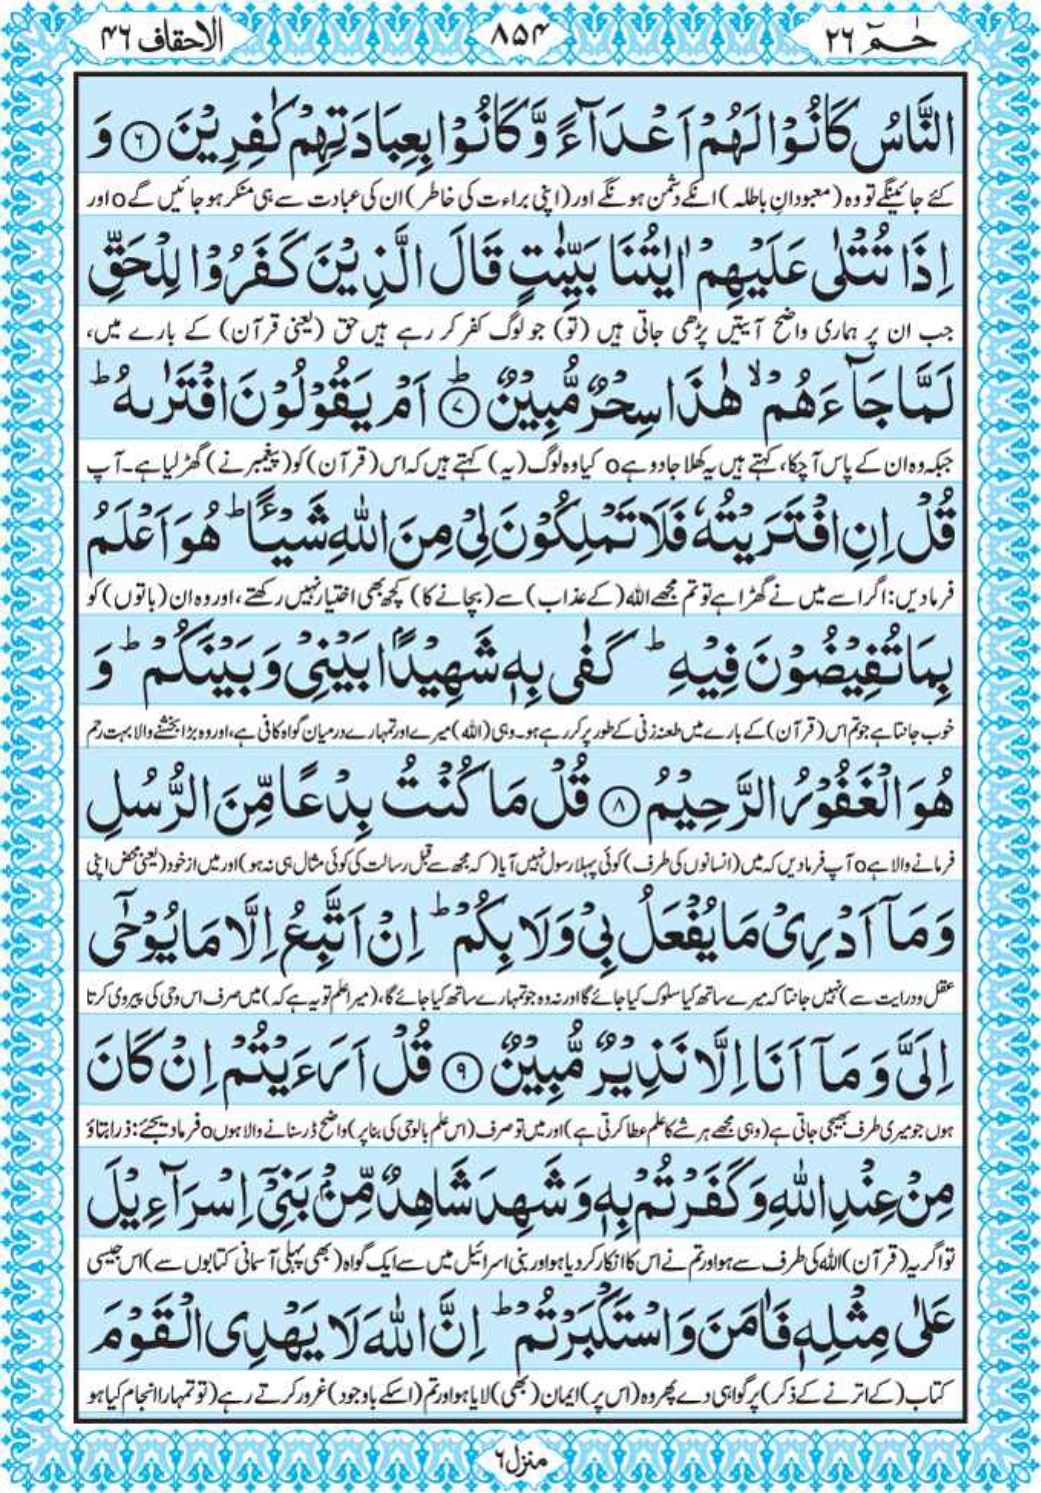 الاحقاف ۴۶
۸۵۴
حٰمٓ ۲۶
النَّاسُ كَانُوْا لَهُمْ اَعْدَآءً وَّ كَانُوْا بِعِبَادَتِهِمْ كٰفِرِيْنَ ۶ وَ
کئے جائینگے تو وہ (معبودانِ باطلہ) انکے دشمن ہونگے اور (اپنی براءت کی خاطر) ان کی عبادت سے ہی منکر ہو جائیں گے o اور
اِذَا تُتْلٰى عَلَيْهِمْ اٰيٰتُنَا بَيِّنٰتٍ قَالَ الَّذِيْنَ كَفَرُوْا لِلْحَقِّ
جب ان پر ہماری واضح آیتیں پڑھی جاتی ہیں (تو) جو لوگ کفر کر رہے ہیں حق (یعنی قرآن) کے بارے میں،
لَمَّا جَآءَهُمْ ۙ هٰذَا سِحْرٌ مُّبِيْنٌ ؕ ۷ اَمْ يَقُوْلُوْنَ افْتَرٰىهُ ؕ
جبکہ وہ ان کے پاس آ چکا، کہتے ہیں یہ کھلا جادو ہے o کیا وہ لوگ (یہ) کہتے ہیں کہ اس (قرآن) کو (پیغمبر نے) گھڑ لیا ہے۔ آپ
قُلْ اِنِ افْتَرَيْتُهٗ فَلَا تَمْلِكُوْنَ لِيْ مِنَ اللّٰهِ شَيْـًٔا ؕ هُوَ اَعْلَمُ
فرما دیں: اگر اسے میں نے گھڑا ہے تو تم مجھے اللہ (کے عذاب) سے (بچانے کا) کچھ بھی اختیار نہیں رکھتے، اور وہ ان (باتوں) کو
بِمَا تُفِيْضُوْنَ فِيْهِ ؕ كَفٰى بِهٖ شَهِيْدًۢا بَيْنِيْ وَ بَيْنَكُمْ ؕ وَ
خوب جانتا ہے جو تم اس (قرآن) کے بارے میں طعنہ زنی کے طور پر کر رہے ہو۔ وہی (اللہ) میرے اور تمہارے درمیان گواہ کافی ہے، اور وہ بڑا بخشنے والا بہت رحم
هُوَ الْغَفُوْرُ الرَّحِيْمُ ۸ قُلْ مَا كُنْتُ بِدْعًا مِّنَ الرُّسُلِ
فرمانے والا ہے o آپ فرما دیں کہ میں (انسانوں کی طرف) کوئی پہلا رسول نہیں آیا (کہ مجھ سے قبل رسالت کی کوئی مثال ہی نہ ہو) اور میں از خود (یعنی محض اپنی
وَ مَاۤ اَدْرِيْ مَا يُفْعَلُ بِيْ وَ لَا بِكُمْ ؕ اِنْ اَتَّبِعُ اِلَّا مَا يُوْحٰۤى
عقل و درایت سے) نہیں جانتا کہ میرے ساتھ کیا سلوک کیا جائے گا اور نہ وہ جو تمہارے ساتھ کیا جائے گا، (میرا علم تو یہ ہے کہ) میں صرف اس وحی کی پیروی کرتا
اِلَيَّ وَ مَاۤ اَنَا اِلَّا نَذِيْرٌ مُّبِيْنٌ ۹ قُلْ اَرَءَيْتُمْ اِنْ كَانَ
ہوں جو میری طرف بھیجی جاتی ہے (وہی مجھے ہر شے کا علم عطا کرتی ہے) اور میں تو صرف (اس علم بالوحی کی بنا پر) واضح ڈر سنانے والا ہوں o فرما دیجئے: ذرا بتاؤ
مِنْ عِنْدِ اللّٰهِ وَ كَفَرْتُمْ بِهٖ وَ شَهِدَ شَاهِدٌ مِّنْۢ بَنِيْۤ اِسْرَآءِيْلَ
تو اگر یہ (قرآن) اللہ کی طرف سے ہو اور تم نے اس کا انکار کر دیا ہو اور بنی اسرائیل میں سے ایک گواہ (بھی پہلی آسمانی کتابوں سے) اس جیسی
عَلٰى مِثْلِهٖ فَاٰمَنَ وَ اسْتَكْبَرْتُمْ ؕ اِنَّ اللّٰهَ لَا يَهْدِى الْقَوْمَ
کتاب (کے اترنے کے ذکر) پر گواہی دے پھر وہ (اس پر) ایمان (بھی) لایا ہو اور تم (اسکے باوجود) غرور کرتے رہے (تو تمہارا انجام کیا ہو
منزل ۶